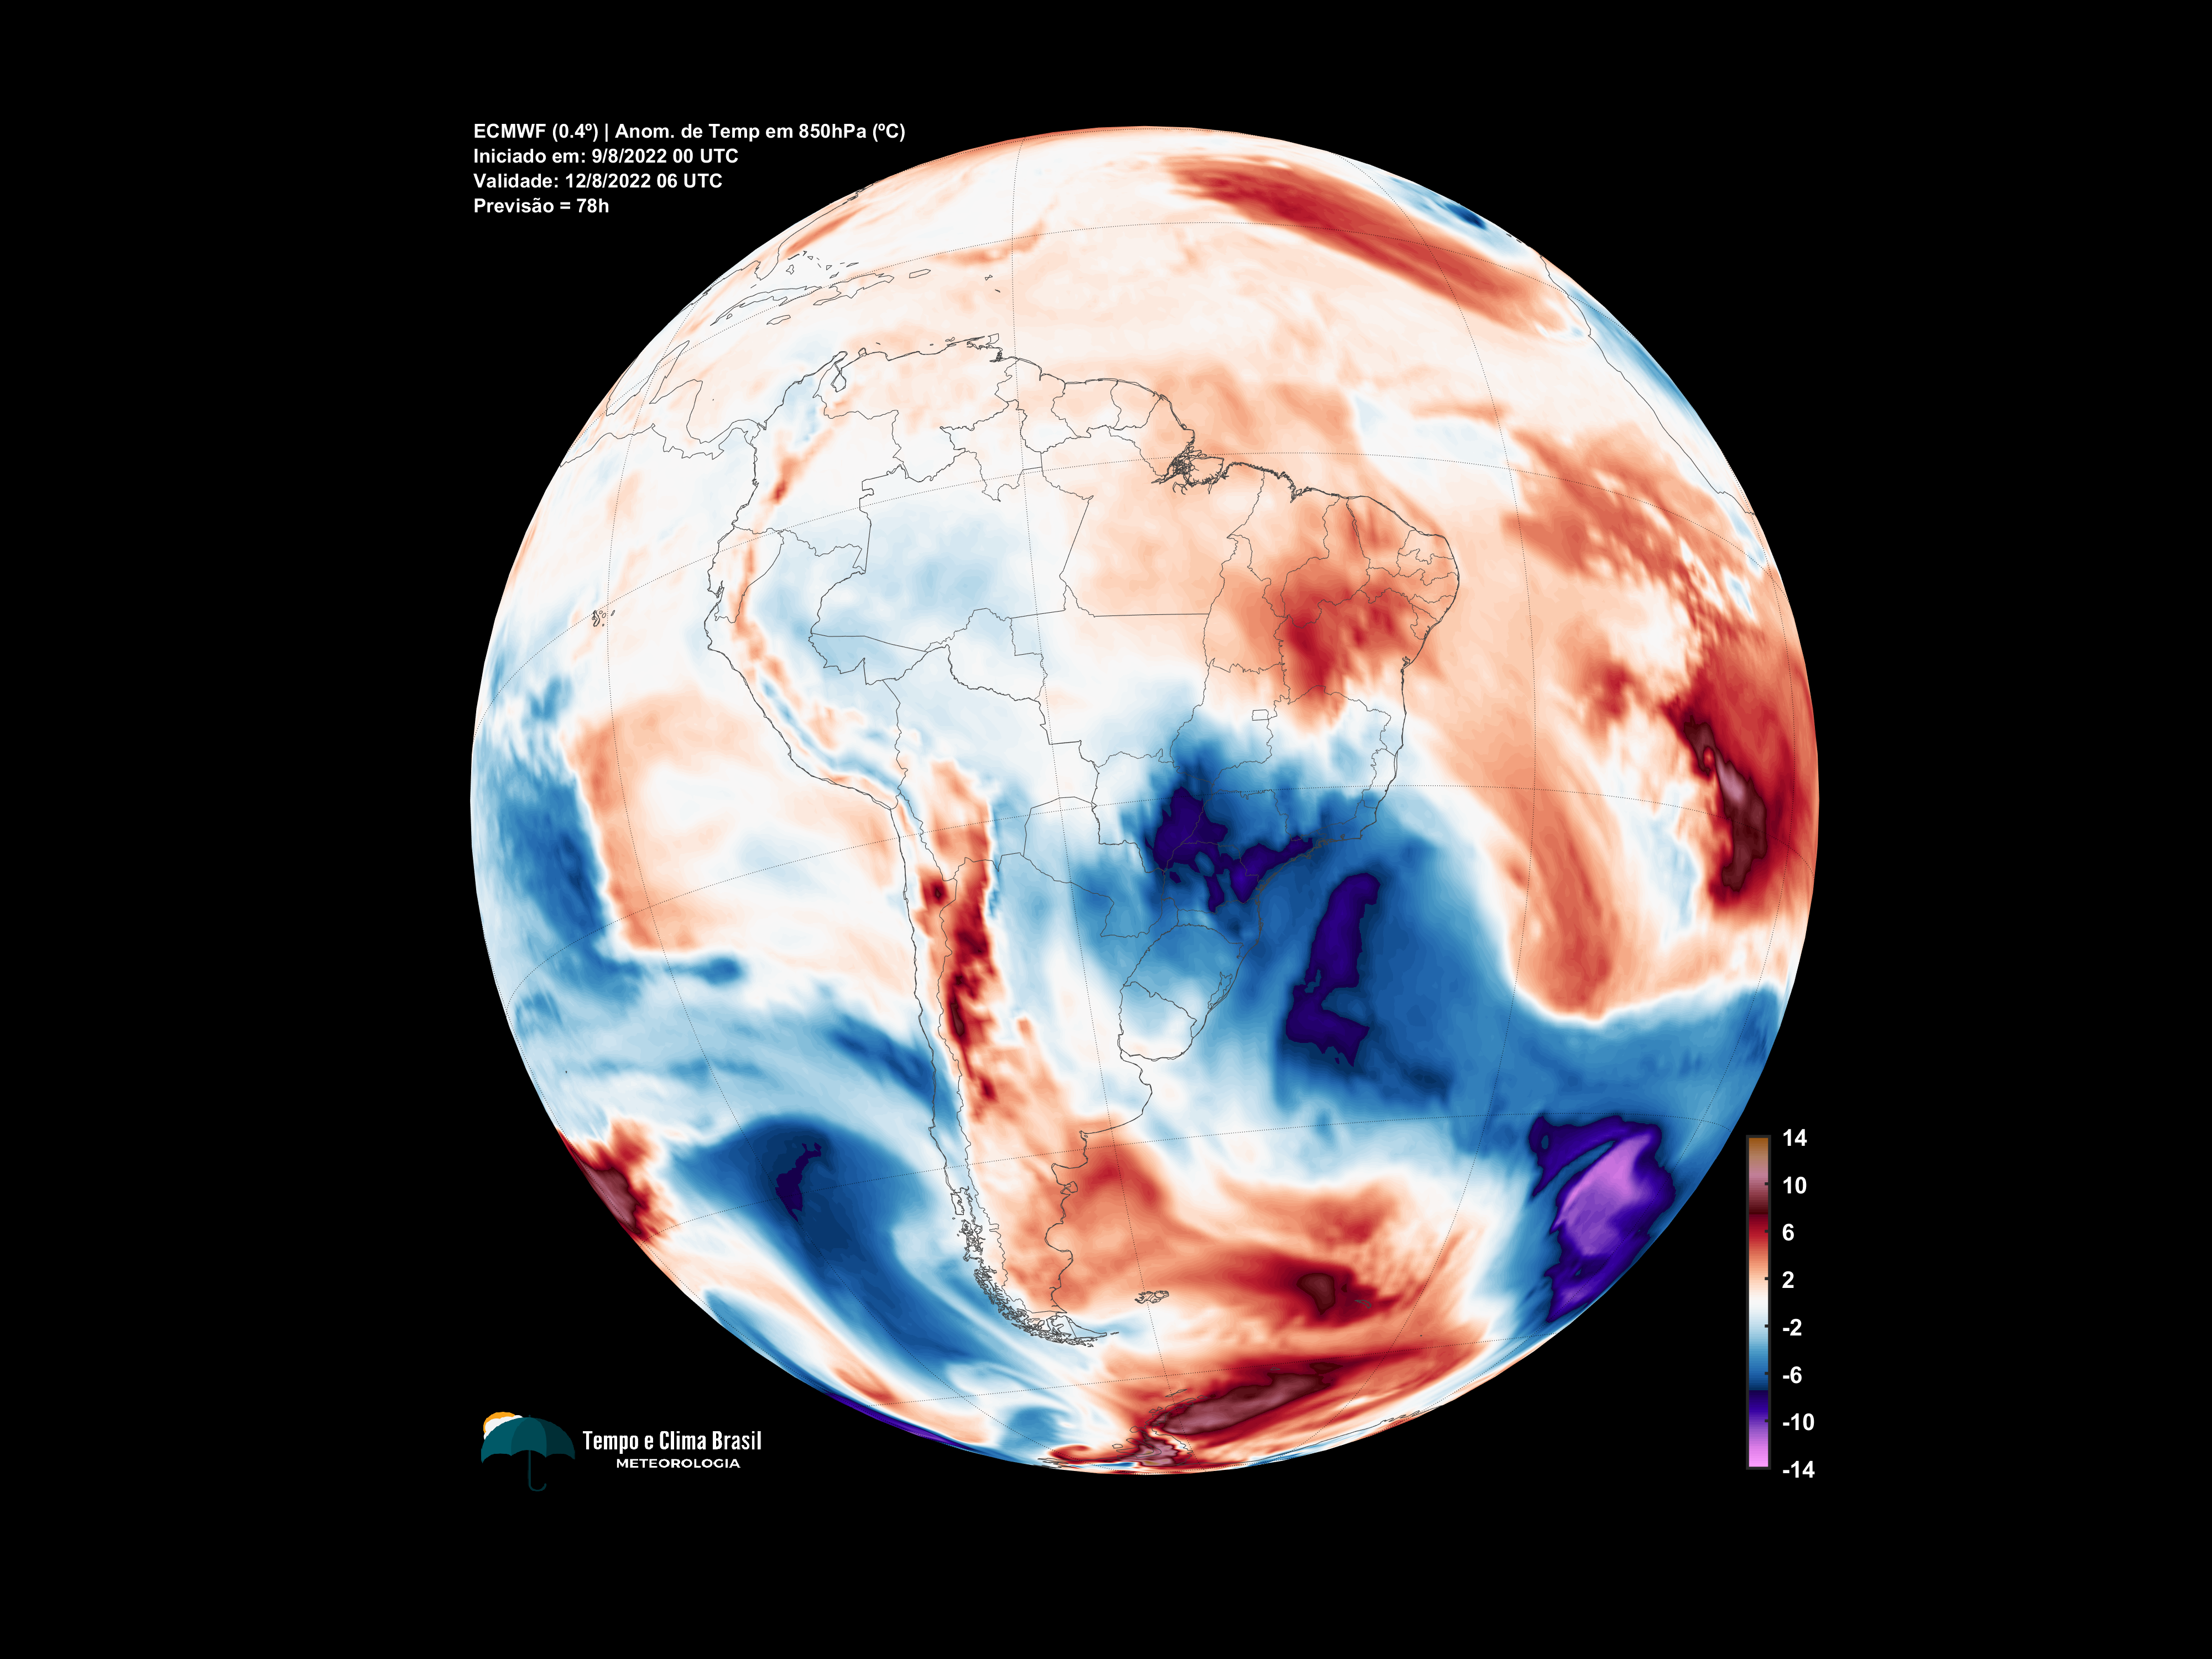 ECMWF (0.4º) | Anom. de Temp em 850hPa (ºC)
Iniciado em: 9/8/2022 00 UTC
Validade: 12/8/2022 06 UTC
Previsão = 78h
14
10
6
2
-2
-6
-10
-14
Tempo e Clima Brasil
METEOROLOGIA